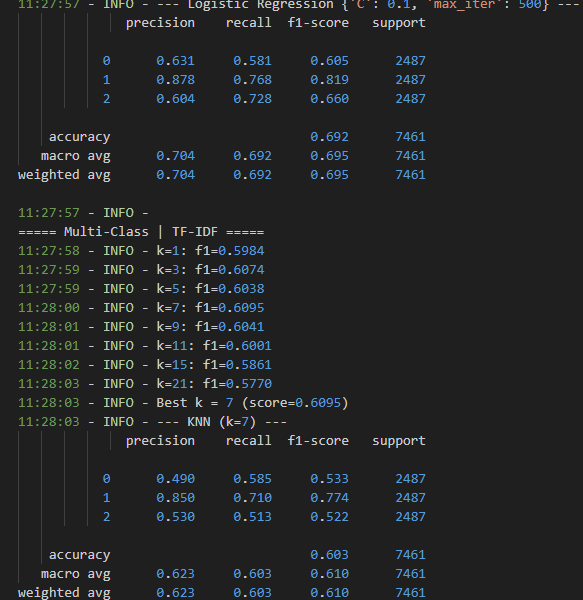 11:27:57 - INFO - --- Logistic Regression {'C': 0.1, 'max_iter': 500} ---
precision recall f1-score support
0 0.631 0.581 0.605 2487
1 0.878 0.768 0.819 2487
2 0.604 0.728 0.660 2487
accuracy 0.692 7461
macro avg 0.704 0.692 0.695 7461
weighted avg 0.704 0.692 0.695 7461
11:27:57 - INFO -
===== Multi-Class | TF-IDF =====
11:27:58 - INFO - k=1: f1=0.5984
11:27:59 - INFO - k=3: f1=0.6074
11:27:59 - INFO - k=5: f1=0.6038
11:28:00 - INFO - k=7: f1=0.6095
11:28:01 - INFO - k=9: f1=0.6041
11:28:01 - INFO - k=11: f1=0.6001
11:28:02 - INFO - k=15: f1=0.5861
11:28:03 - INFO - k=21: f1=0.5770
11:28:03 - INFO - Best k = 7 (score=0.6095)
11:28:03 - INFO - --- KNN (k=7) ---
precision recall f1-score support
0 0.490 0.585 0.533 2487
1 0.850 0.710 0.774 2487
2 0.530 0.513 0.522 2487
accuracy 0.603 7461
macro avg 0.623 0.603 0.610 7461
weighted avg 0.623 0.603 0.610 7461